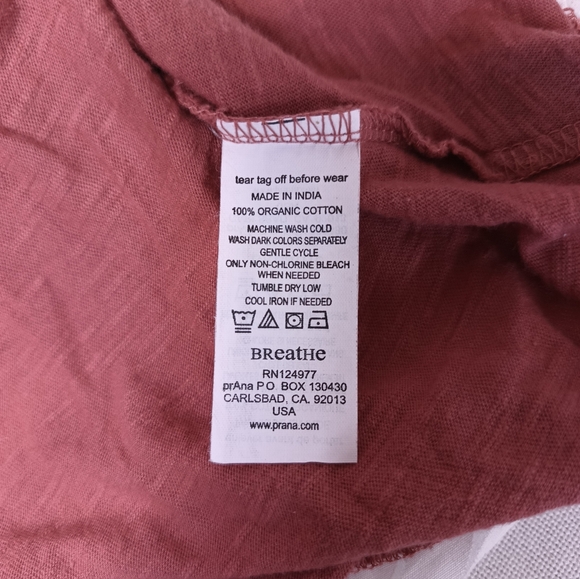 tear tag off before wear
MADE IN INDIA
100% ORGANIC COTTON
MACHINE WASH COLD
WASH DARK COLORS SEPARATELY
GENTLE CYCLE
ONLY NON-CHLORINE BLEACH
WHEN NEEDED
TUMBLE DRY LOW
COOL IRON IF NEEDED
BReatHe
RN124977
prAna P O BOX 130430
CARLSBAD, CA. 92013
USA
www.prana.com